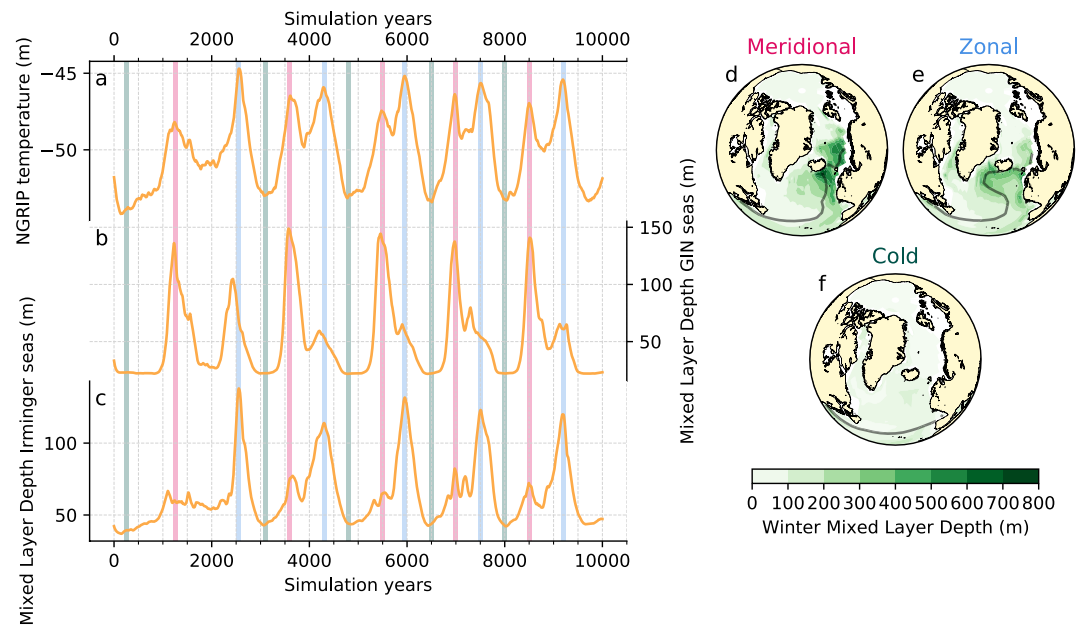 Simulation years
0 2000 4000 6000 8000 10000
NGRIP temperature (m)
−45
−50
a
b
150
100
50
Mixed Layer Depth GIN seas (m)
c
Mixed Layer Depth Irminger seas (m)
100
50
0 2000 4000 6000 8000 10000
Simulation years
Meridional
Zonal
d
e
Cold
f
0 100 200 300 400 500 600 700 800
Winter Mixed Layer Depth (m)